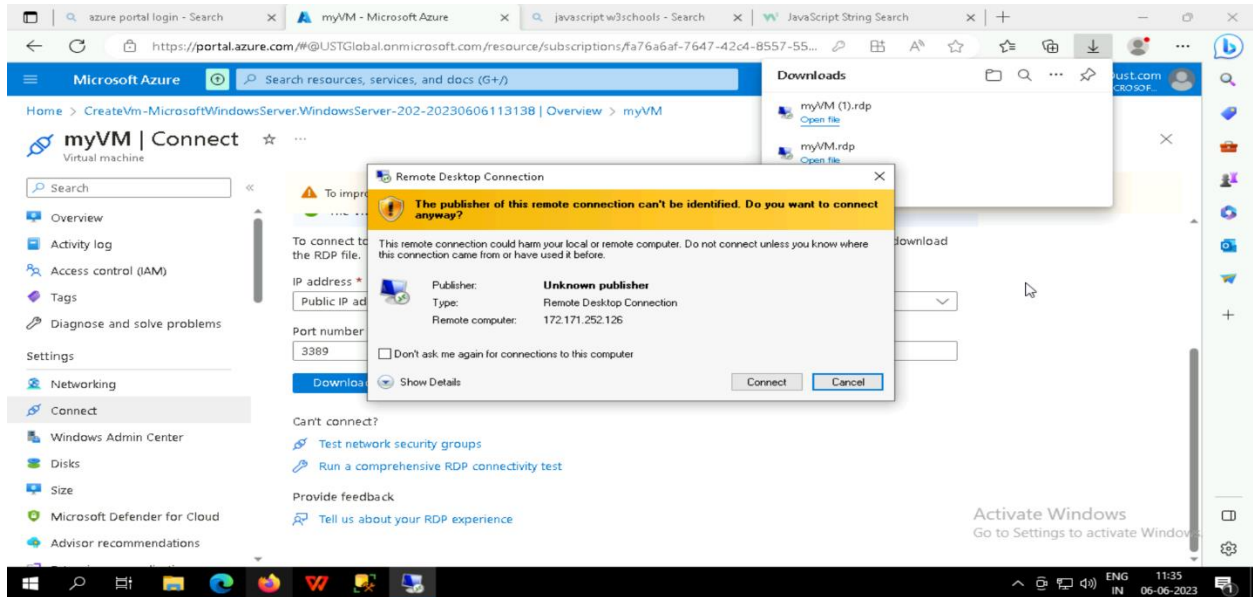 azure portal login - Search
myVM - Microsoft Azure
javascript w3schools - Search
JavaScript String Search
https://portal.azure.com/#@USTGlobal.onmicrosoft.com/resource/subscriptions/fa76a6af-7647-42c4-8557-55...
Microsoft Azure
Search resources, services, and docs (G+/)
ust.com
CROSOF...
Downloads
myVM (1).rdp
Open file
myVM.rdp
Open file
Home > CreateVm-MicrosoftWindowsServer.WindowsServer-202-20230606113138 | Overview > myVM
myVM | Connect
Virtual machine
Search
Overview
Activity log
Access control (IAM)
Tags
Diagnose and solve problems
Settings
Networking
Connect
Windows Admin Center
Disks
Size
Microsoft Defender for Cloud
Advisor recommendations
To impro
To connect to
download
the RDP file.
IP address *
Public IP ad
Port number
3389
Downloa
Remote Desktop Connection
The publisher of this remote connection can't be identified. Do you want to connect
anyway?
This remote connection could harm your local or remote computer. Do not connect unless you know where
this connection came from or have used it before.
Publisher: Unknown publisher
Type: Remote Desktop Connection
Remote computer: 172.171.252.126
Don't ask me again for connections to this computer
Show Details
Connect
Cancel
Can't connect?
Test network security groups
Run a comprehensive RDP connectivity test
Provide feedback
Tell us about your RDP experience
Activate Windows
Go to Settings to activate Windows
ENG
IN
11:35
06-06-2023